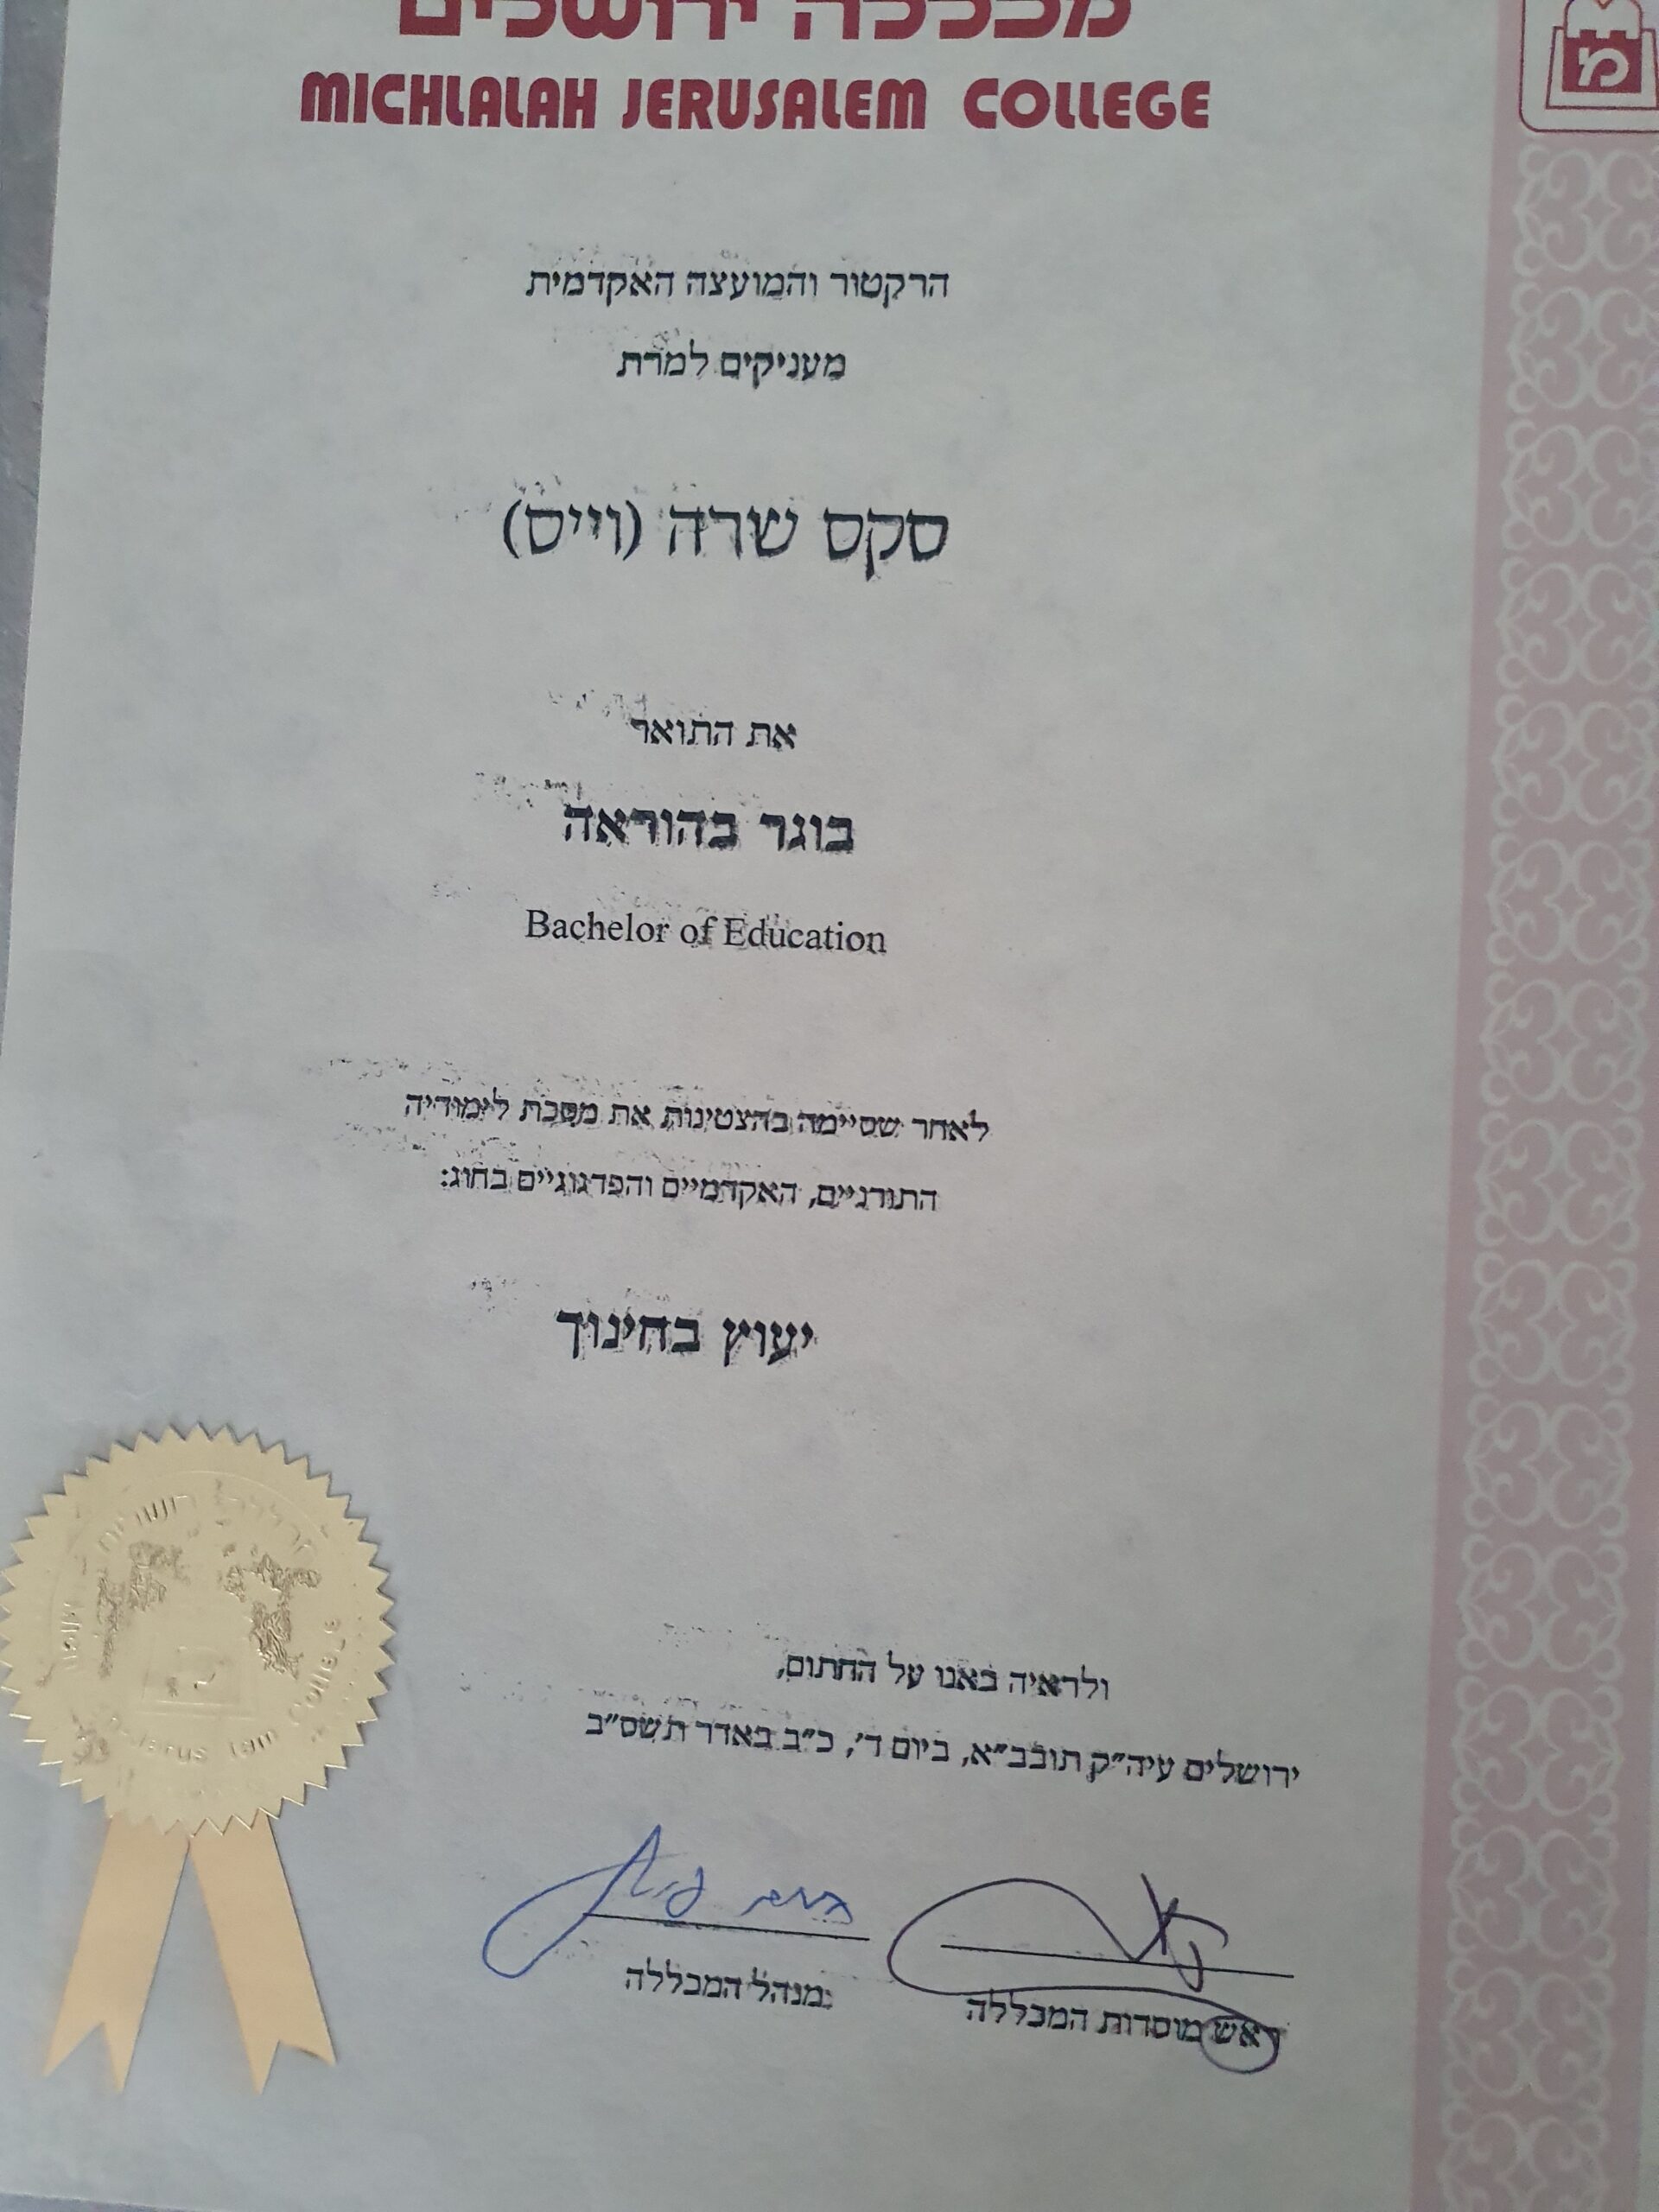 מכללה ירושלים
MICHLALAH JERUSALEM COLLEGE
הרקטור והמועצה האקדמית
מעניקים למרת
סקס שרה (וייס)
את התואר
בוגר בהוראה
Bachelor of Education
לאחר שסיימה בהצטינות את מסכת לימודיה
התורניים, האקדמיים והפדגוגיים בחוג:
יעוץ בחינוך
ולראיה באנו על החתום,
ירושלים עיה״ק תובב״א, ביום ד׳, כ״ב באדר תשס״ב
ראש מוסדות המכללה
מנהל המכללה